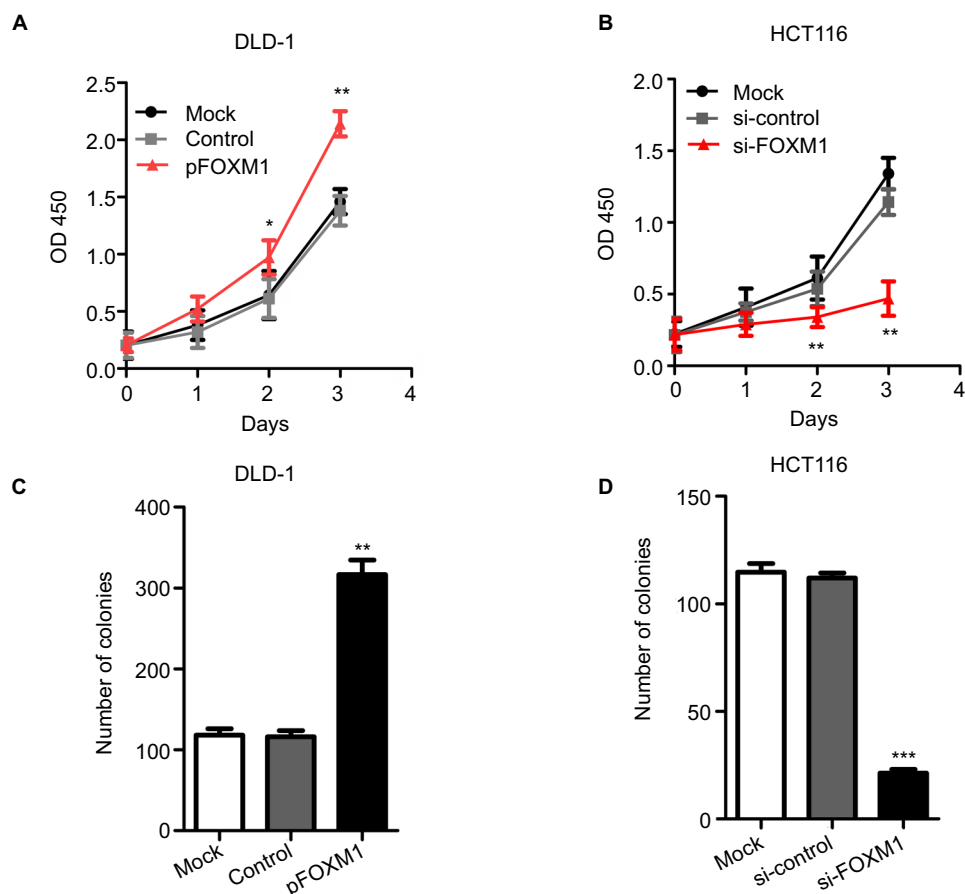 A
DLD-1
OD 450
2.5
2.0
1.5
1.0
0.5
0.0
Mock
Control
pFOXM1
*
**
0 1 2 3 4
Days
B
HCT116
OD 450
2.0
1.5
1.0
0.5
0.0
Mock
si-control
si-FOXM1
**
**
0 1 2 3 4
Days
C
DLD-1
Number of colonies
400
300
200
100
0
**
Mock
Control
pFOXM1
D
HCT116
Number of colonies
150
100
50
0
***
Mock
si-control
si-FOXM1